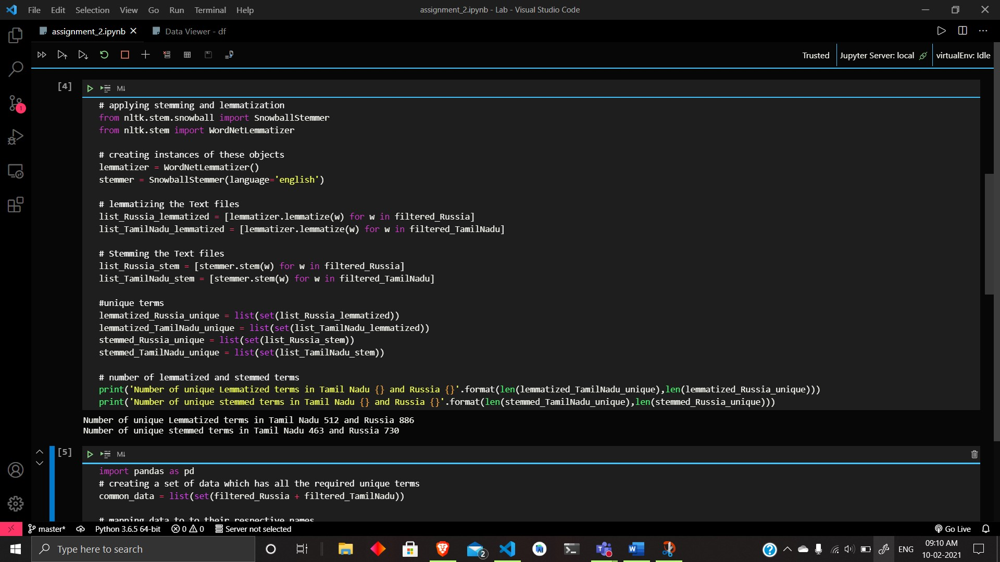 File Edit Selection View Go Run Terminal Help
assignment_2.ipynb - Lab - Visual Studio Code
assignment_2.ipynb
Data Viewer - df
Trusted
Jupyter Server: local
virtualEnv: Idle
[4]
M↓
# applying stemming and lemmatization
from nltk.stem.snowball import SnowballStemmer
from nltk.stem import WordNetLemmatizer
# creating instances of these objects
lemmatizer = WordNetLemmatizer()
stemmer = SnowballStemmer(language='english')
# lemmatizing the Text files
list_Russia_lemmatized = [lemmatizer.lemmatize(w) for w in filtered_Russia]
list_TamilNadu_lemmatized = [lemmatizer.lemmatize(w) for w in filtered_TamilNadu]
# Stemming the Text files
list_Russia_stem = [stemmer.stem(w) for w in filtered_Russia]
list_TamilNadu_stem = [stemmer.stem(w) for w in filtered_TamilNadu]
#unique terms
lemmatized_Russia_unique = list(set(list_Russia_lemmatized))
lemmatized_TamilNadu_unique = list(set(list_TamilNadu_lemmatized))
stemmed_Russia_unique = list(set(list_Russia_stem))
stemmed_TamilNadu_unique = list(set(list_TamilNadu_stem))
# number of lemmatized and stemmed terms
print('Number of unique Lemmatized terms in Tamil Nadu {} and Russia {}'.format(len(lemmatized_TamilNadu_unique),len(lemmatized_Russia_unique)))
print('Number of unique stemmed terms in Tamil Nadu {} and Russia {}'.format(len(stemmed_TamilNadu_unique),len(stemmed_Russia_unique)))
Number of unique Lemmatized terms in Tamil Nadu 512 and Russia 886
Number of unique stemmed terms in Tamil Nadu 463 and Russia 730
[5]
M↓
import pandas as pd
# creating a set of data which has all the required unique terms
common_data = list(set(filtered_Russia + filtered_TamilNadu))
# mapping data to to their respective names
master*
Python 3.6.5 64-bit
0 0
Server not selected
Go Live
Type here to search
2
ENG
09:10 AM
10-02-2021
1